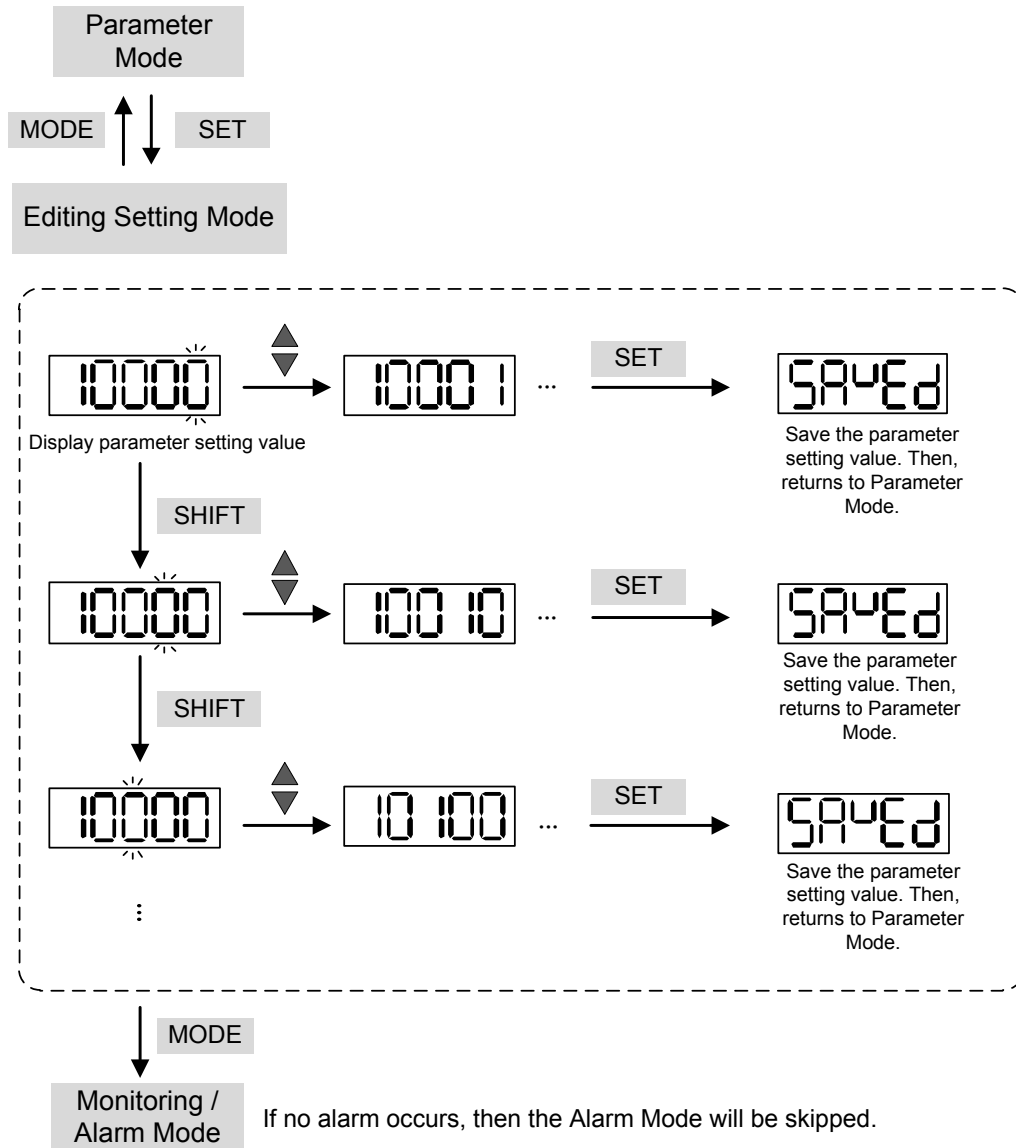 Parameter
Mode
MODE
SET
Editing Setting Mode
10000
10001
...
SET
SAVEd
Display parameter setting value
Save the parameter
setting value. Then,
returns to Parameter
Mode.
SHIFT
10000
10010
...
SET
SAVEd
Save the parameter
setting value. Then,
returns to Parameter
Mode.
SHIFT
10000
10100
...
SET
SAVEd
Save the parameter
setting value. Then,
returns to Parameter
Mode.
...
MODE
Monitoring /
Alarm Mode
If no alarm occurs, then the Alarm Mode will be skipped.